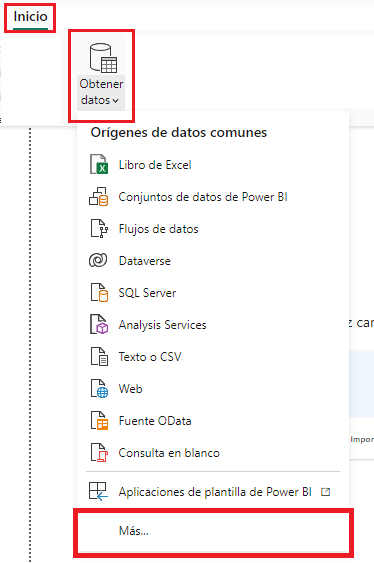 Inicio
Obtener
datos
Orígenes de datos comunes
Libro de Excel
Conjuntos de datos de Power BI
Flujos de datos
Dataverse
SQL Server
Analysis Services
Texto o CSV
Web
Fuente OData
Consulta en blanco
Aplicaciones de plantilla de Power BI
Más...